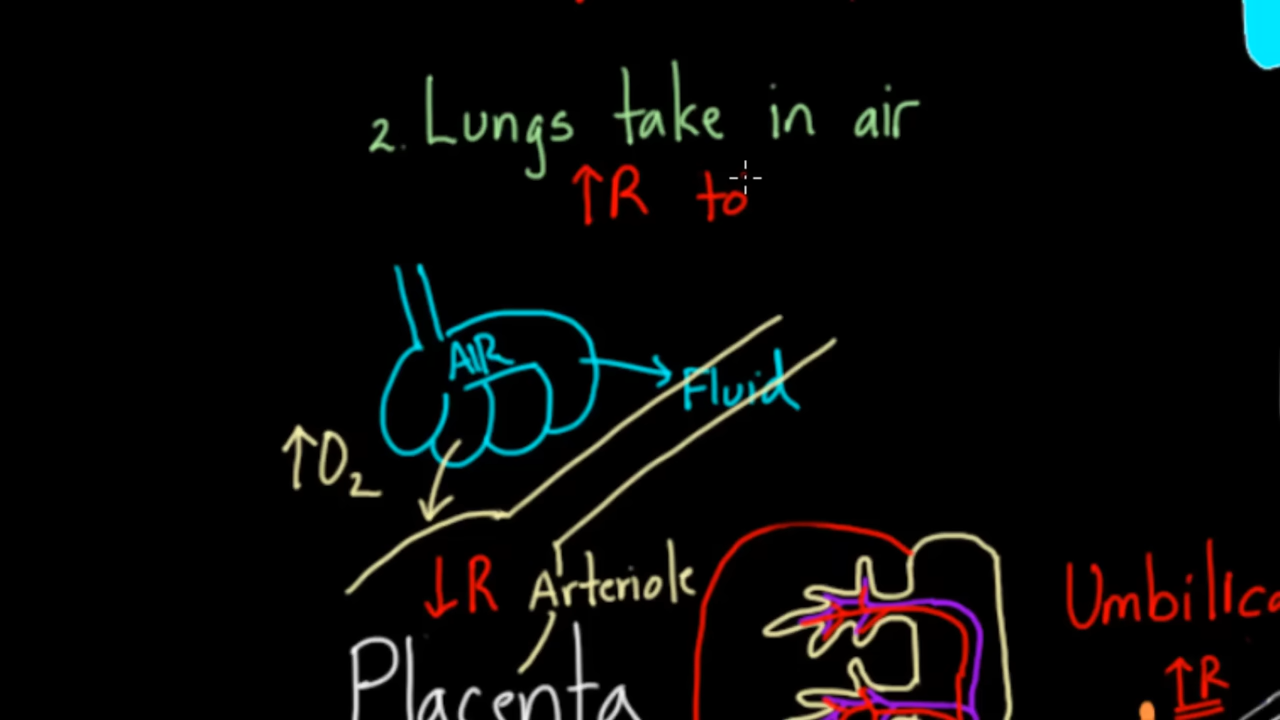 2. Lungs take in air
↑R to
AIR
Fluid
↑O2
↓R Arteriole
Umbilic
↑R
Placenta